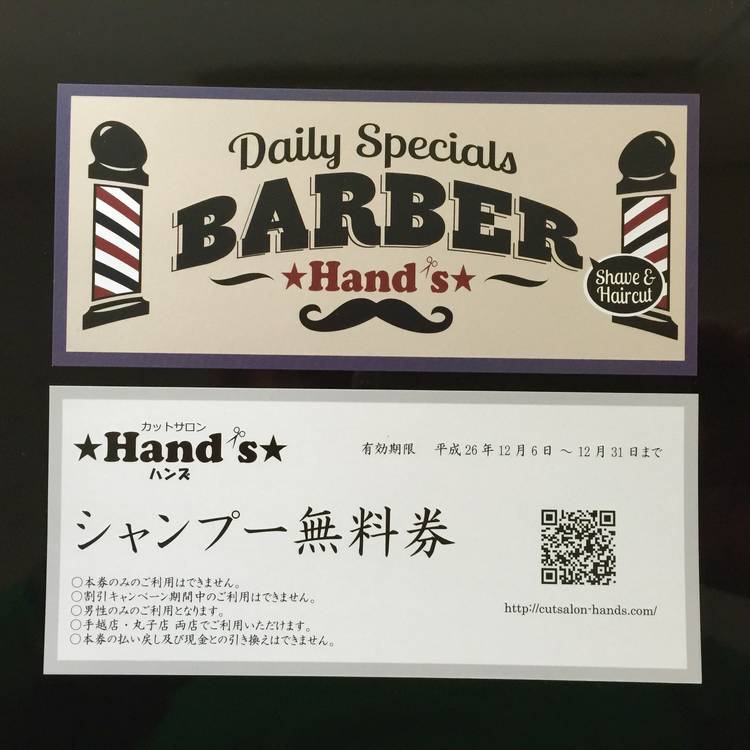 Daily Specials
BARBER
★Hand's★
Shave &
Haircut
カットサロン
★Hand's★
ハンズ
有効期限 平成26年12月6日 ～ 12月31日まで
シャンプー無料券
○本券のみのご利用はできません。
○割引キャンペーン期間中のご利用はできません。
○男性のみのご利用となります。
○手越店・丸子店 両店でご利用いただけます。
○本券の払い戻し及び現金との引き換えはできません。
http://cutsalon-hands.com/